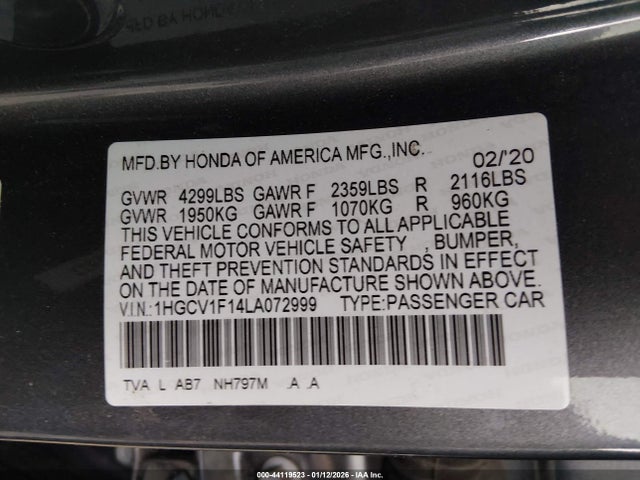 MFD.BY HONDA OF AMERICA MFG.,INC. 02/'20
GVWR 4299LBS GAWR F 2359LBS R 2116LBS
GVWR 1950KG GAWR F 1070KG R 960KG
THIS VEHICLE CONFORMS TO ALL APPLICABLE
FEDERAL MOTOR VEHICLE SAFETY , BUMPER,
AND THEFT PREVENTION STANDARDS IN EFFECT
ON THE DATE OF MANUFACTURE SHOWN ABOVE.
V.I.N.:1HGCV1F14LA072999 TYPE:PASSENGER CAR
TVA L AB7 NH797M .A .A
000-44119523 - 01/12/2026 - IAA Inc.